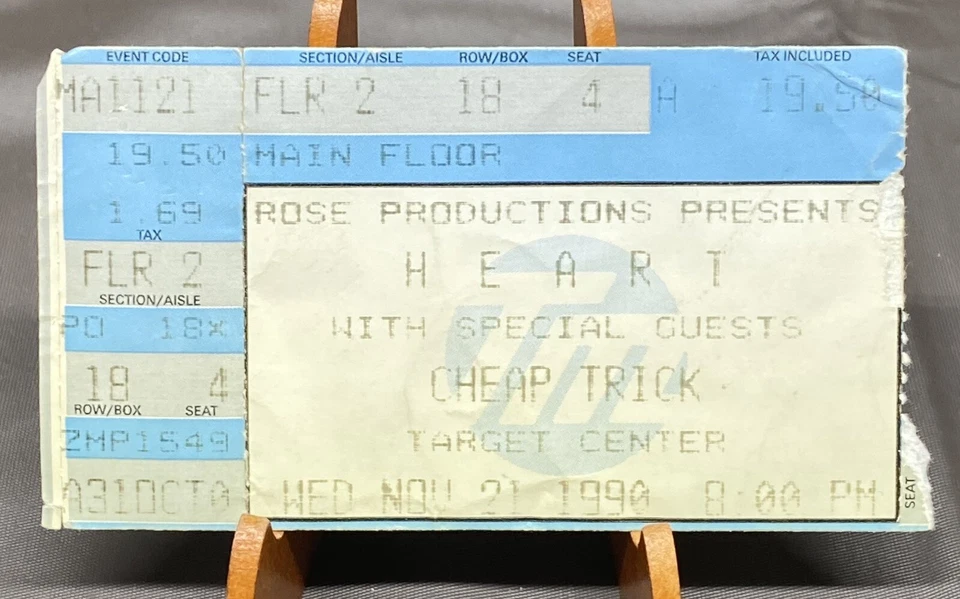 EVENT CODE SECTION/AISLE ROW/BOX SEAT TAX INCLUDED
MA1121 FLR 2 18 4 A 19.50
19.50 MAIN FLOOR
1.69 ROSE PRODUCTIONS PRESENTS
TAX
FLR 2 H E A R T
SECTION/AISLE
PO 18X WITH SPECIAL GUESTS
18 4 CHEAP TRICK
ROW/BOX SEAT
ZMP1549 TARGET CENTER
A31OCT0 WED NOV 21 1990 8:00 PM
SEAT